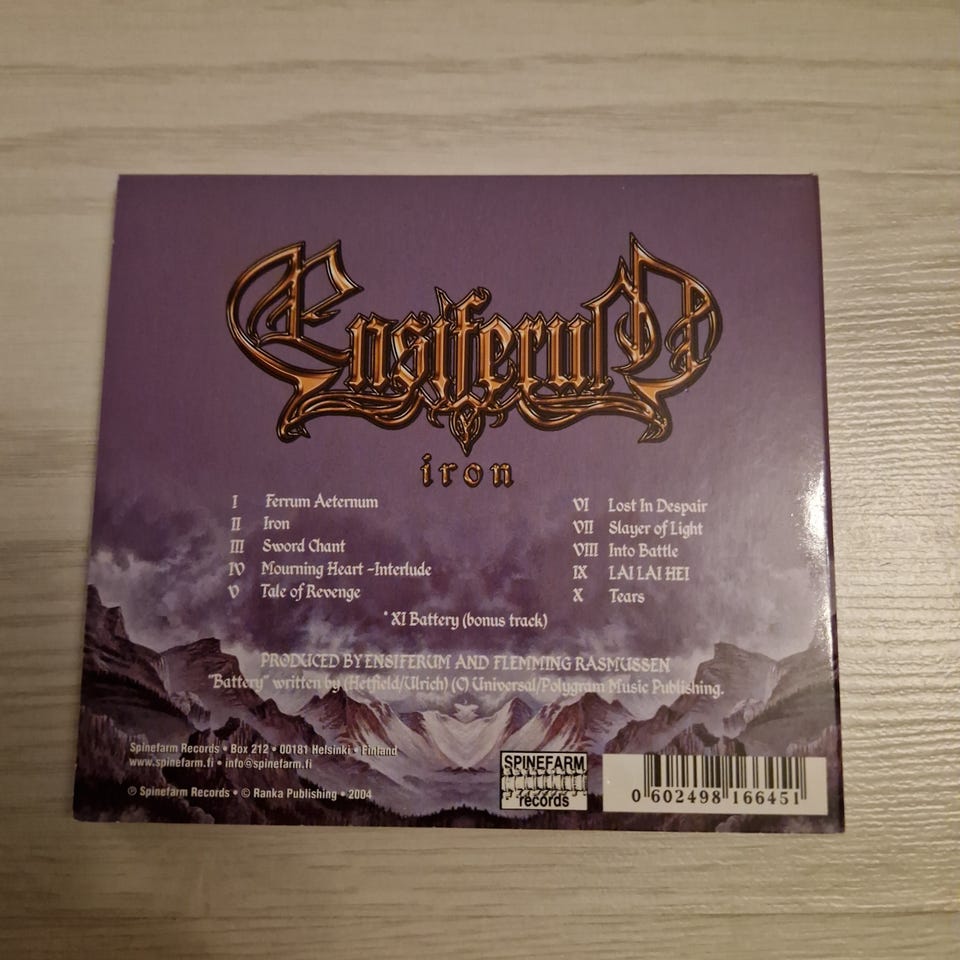 Ensiferum
iron
I Ferrum Aeternum
II Iron
III Sword Chant
IV Mourning Heart -Interlude
V Tale of Revenge
VI Lost In Despair
VII Slayer of Light
VIII Into Battle
IX LAI LAI HEI
X Tears
* XI Battery (bonus track)
PRODUCED BY ENSIFERUM AND FLEMMING RASMUSSEN
"Battery" written by (Hetfield/Ulrich) (C) Universal/Polygram Music Publishing.
Spinefarm Records • Box 212 • 00181 Helsinki • Finland
www.spinefarm.fi • info@spinefarm.fi
℗ Spinefarm Records • © Ranka Publishing • 2004
SPINEFARM
records
0 602498 166451